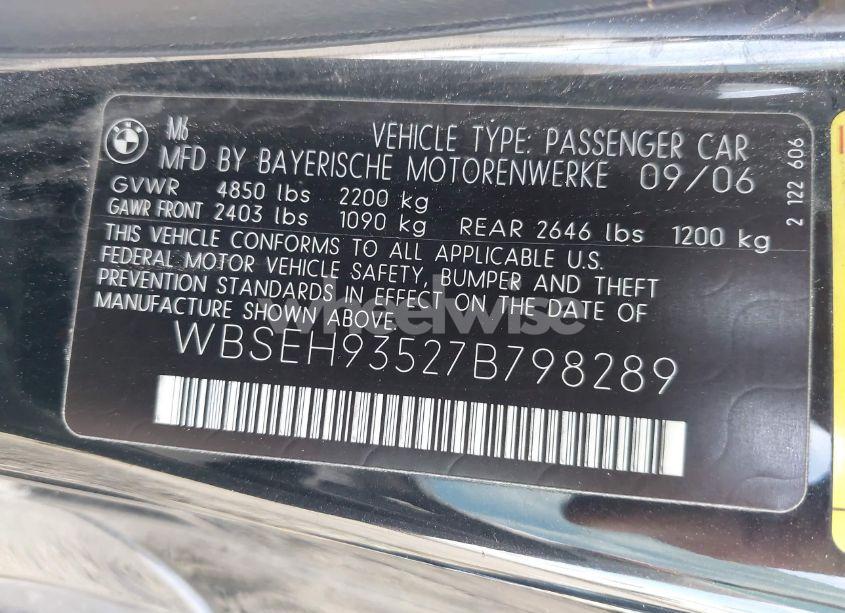 BMW
M6
VEHICLE TYPE: PASSENGER CAR
MFD BY BAYERISCHE MOTORENWERKE 09/06
GVWR 4850 lbs 2200 kg
GAWR FRONT 2403 lbs 1090 kg REAR 2646 lbs 1200 kg
THIS VEHICLE CONFORMS TO ALL APPLICABLE U.S.
FEDERAL MOTOR VEHICLE SAFETY, BUMPER AND THEFT
PREVENTION STANDARDS IN EFFECT ON THE DATE OF
MANUFACTURE SHOWN ABOVE
WBSEH93527B798289
2 122 606
wheelwise